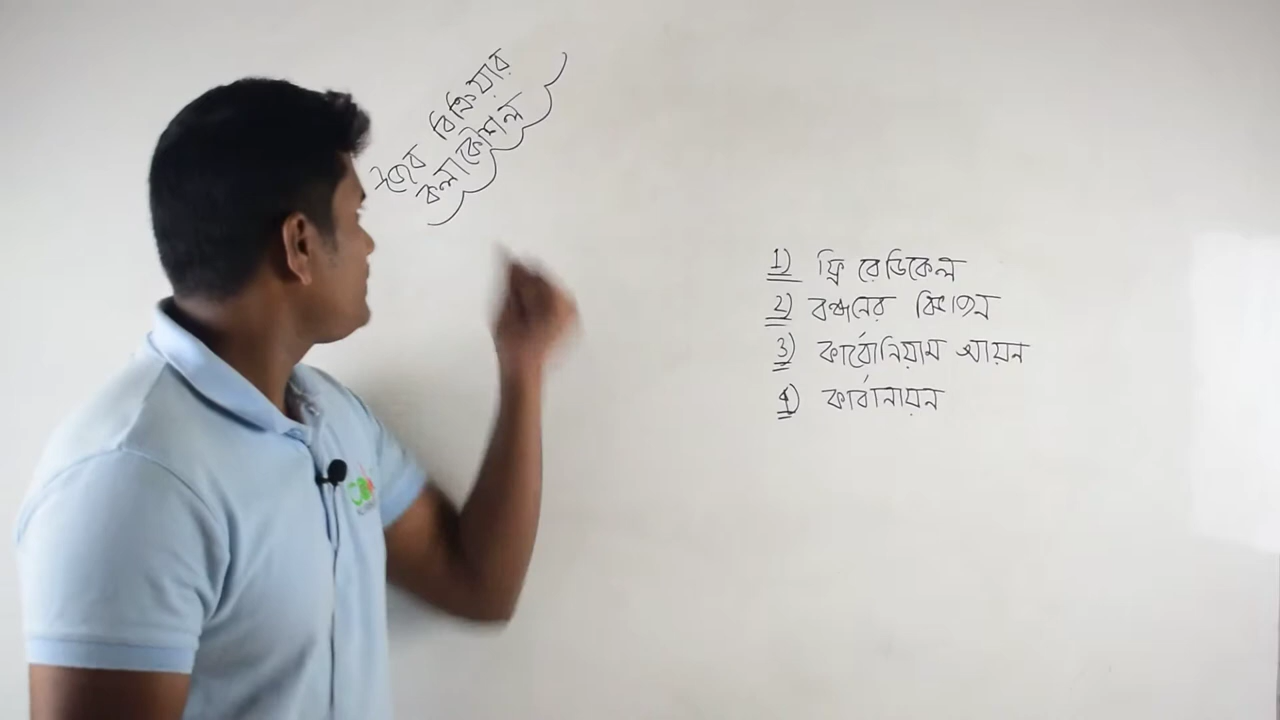 জৈব বিক্রিয়ার
কলাকৌশল
1) ফ্রি রেডিকেল
2) বন্ধনের বিভাজন
3) কার্বোনিয়াম আয়ন
4) কার্বানায়ন